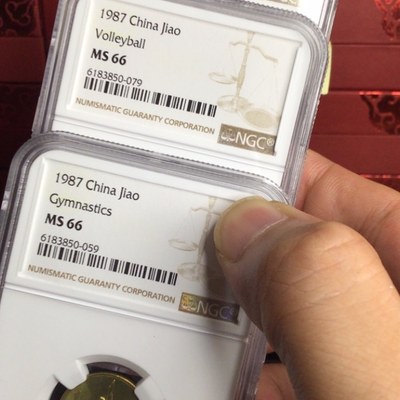 1987 China Jiao
Volleyball
MS 66
6183850-079
NUMISMATIC GUARANTY CORPORATION
NGC®
1987 China Jiao
Gymnastics
MS 66
6183850-059
NUMISMATIC GUARANTY CORPORATION
NGC